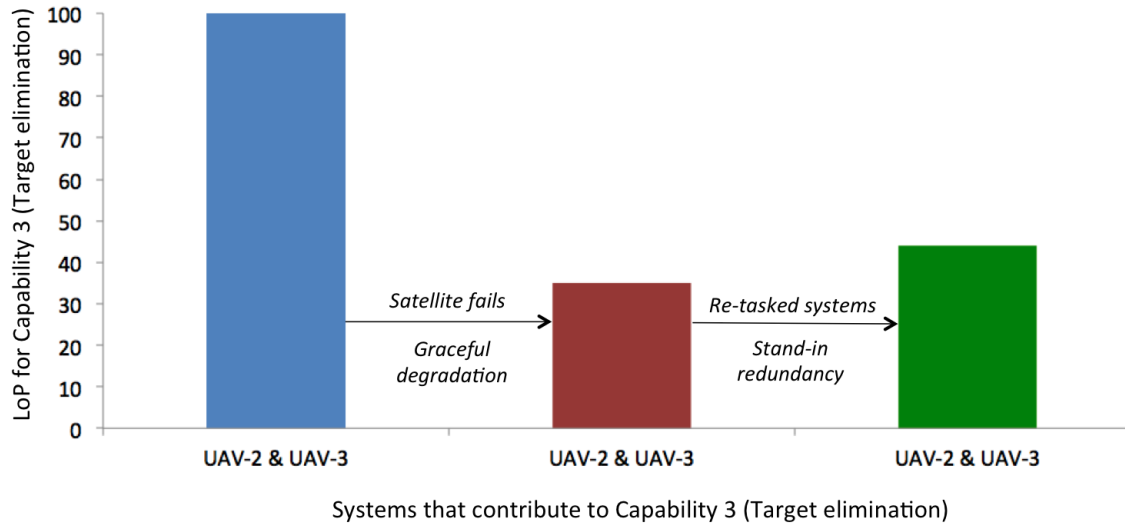 LoP for Capability 3 (Target elimination)
100
90
80
70
60
50
40
30
20
10
0
Satellite fails
Graceful
degradation
Re-tasked systems
Stand-in
redundancy
UAV-2 & UAV-3
UAV-2 & UAV-3
UAV-2 & UAV-3
Systems that contribute to Capability 3 (Target elimination)